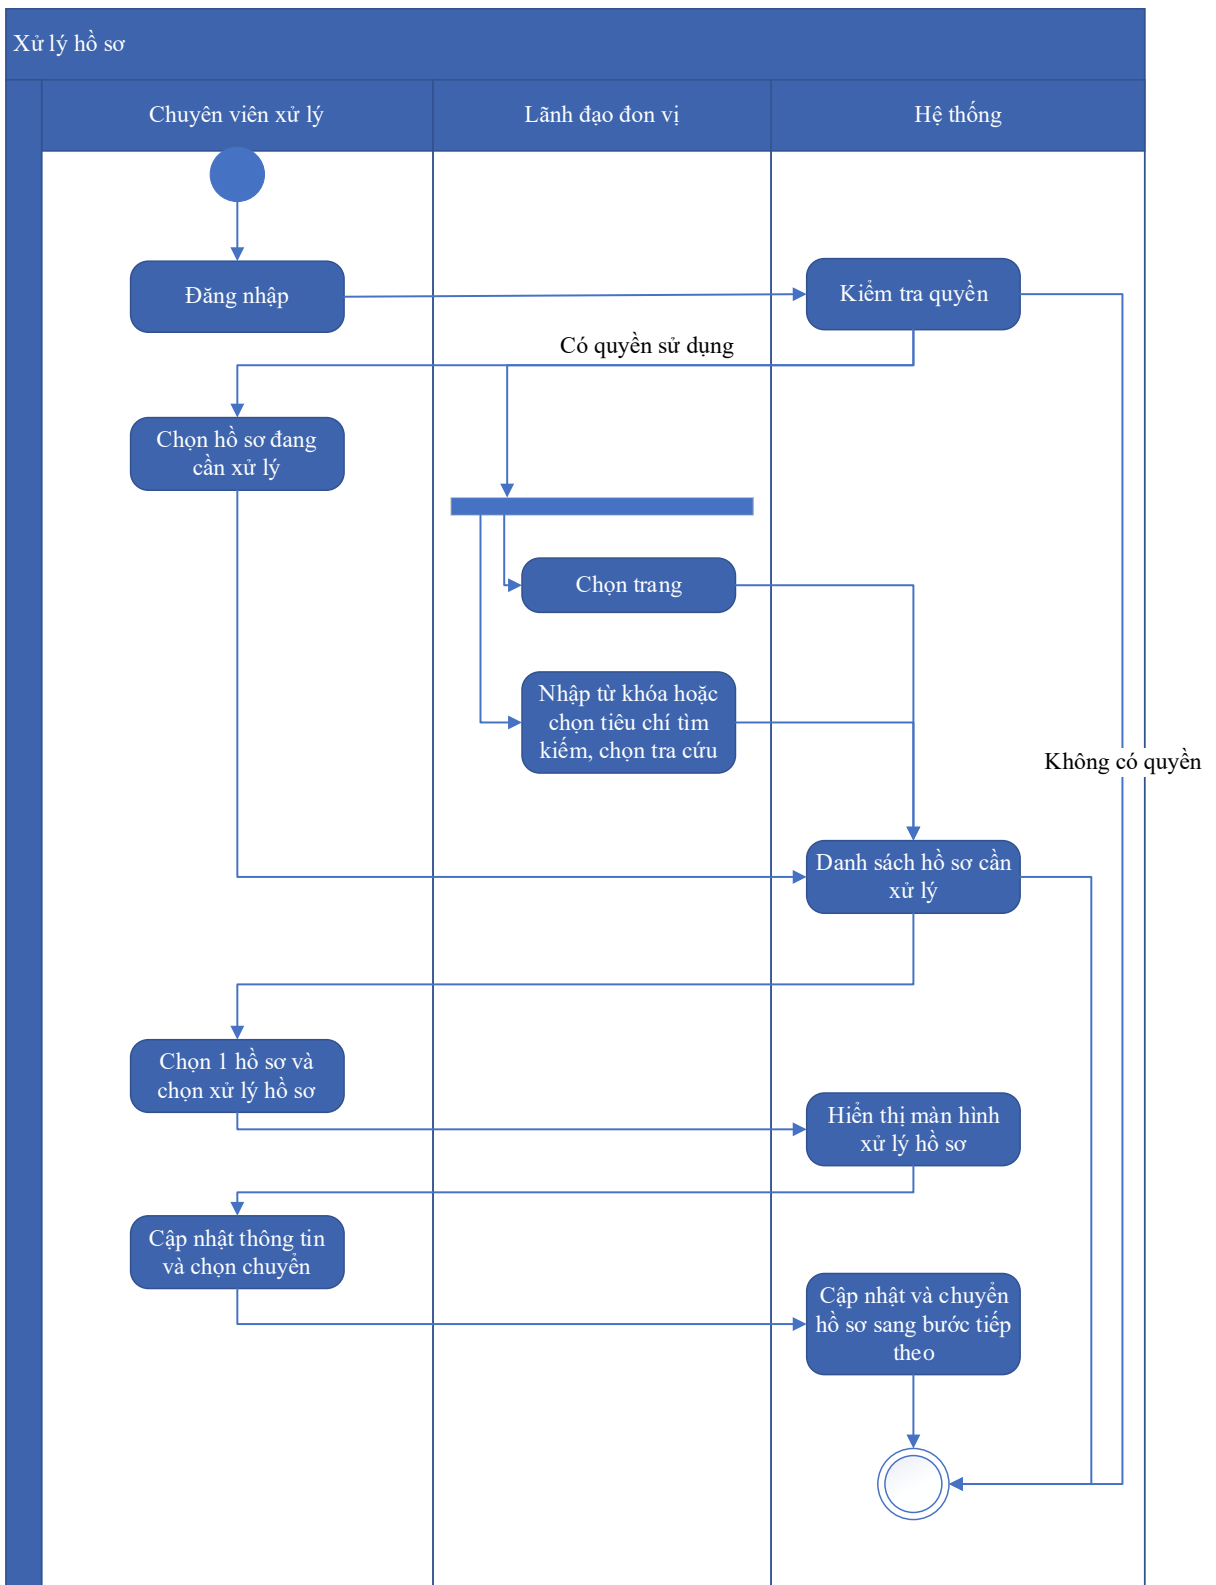 Xử lý hồ sơ
Chuyên viên xử lý
Lãnh đạo đon vị
Hệ thống
Đăng nhập
Kiểm tra quyền
Có quyền sử dụng
Chọn hồ sơ đang
cần xử lý
Chọn trang
Nhập từ khóa hoặc
chọn tiêu chí tìm
kiếm, chọn tra cứu
Không có quyền
Danh sách hồ sơ cần
xử lý
Chọn 1 hồ sơ và
chọn xử lý hồ sơ
Hiển thị màn hình
xử lý hồ sơ
Cập nhật thông tin
và chọn chuyển
Cập nhật và chuyển
hồ sơ sang bước tiếp
theo